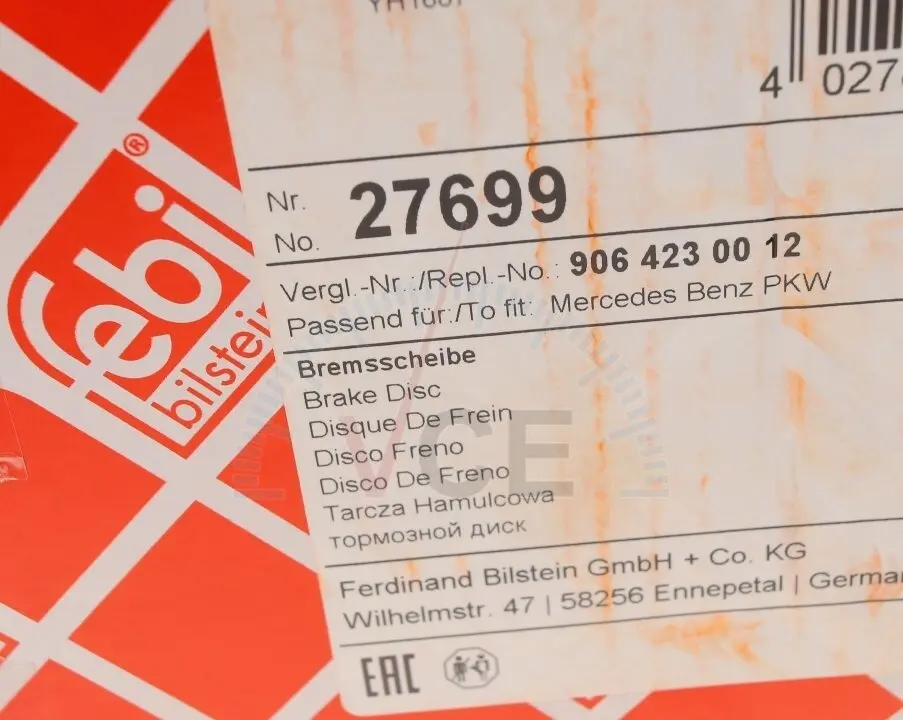 4 027
febi®
bilstein
Nr.
No. 27699
Vergl.-Nr.:/Repl.-No.: 906 423 00 12
Passend für:/To fit: Mercedes Benz PKW
Bremsscheibe
Brake Disc
Disque De Frein
Disco Freno
Disco De Freno
Tarcza Hamulcowa
тормозной диск
VCE
Ferdinand Bilstein GmbH + Co. KG
Wilhelmstr. 47 | 58256 Ennepetal | German
EAC